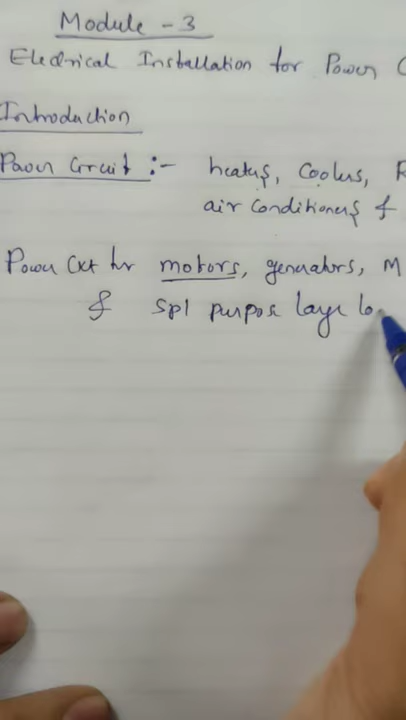 Module - 3
Electrical Installation for Power C
Introduction
Power Circuit :- heaters, Coolers, R
air Conditioners &
Power Ckt for motors, generators, M
& Spl purpose large lo